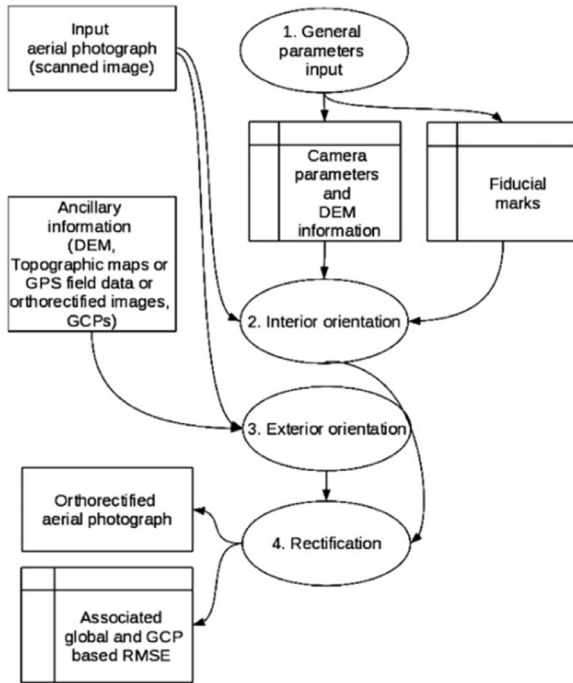 Input
aerial photograph
(scanned image)
1. General
parameters
input
Camera
parameters
and
DEM
information
Fiducial
marks
Ancillary
information
(DEM,
Topographic maps or
GPS field data or
orthorectified images,
GCPs)
2. Interior orientation
3. Exterior orientation
Orthorectified
aerial photograph
4. Rectification
Associated
global and GCP
based RMSE